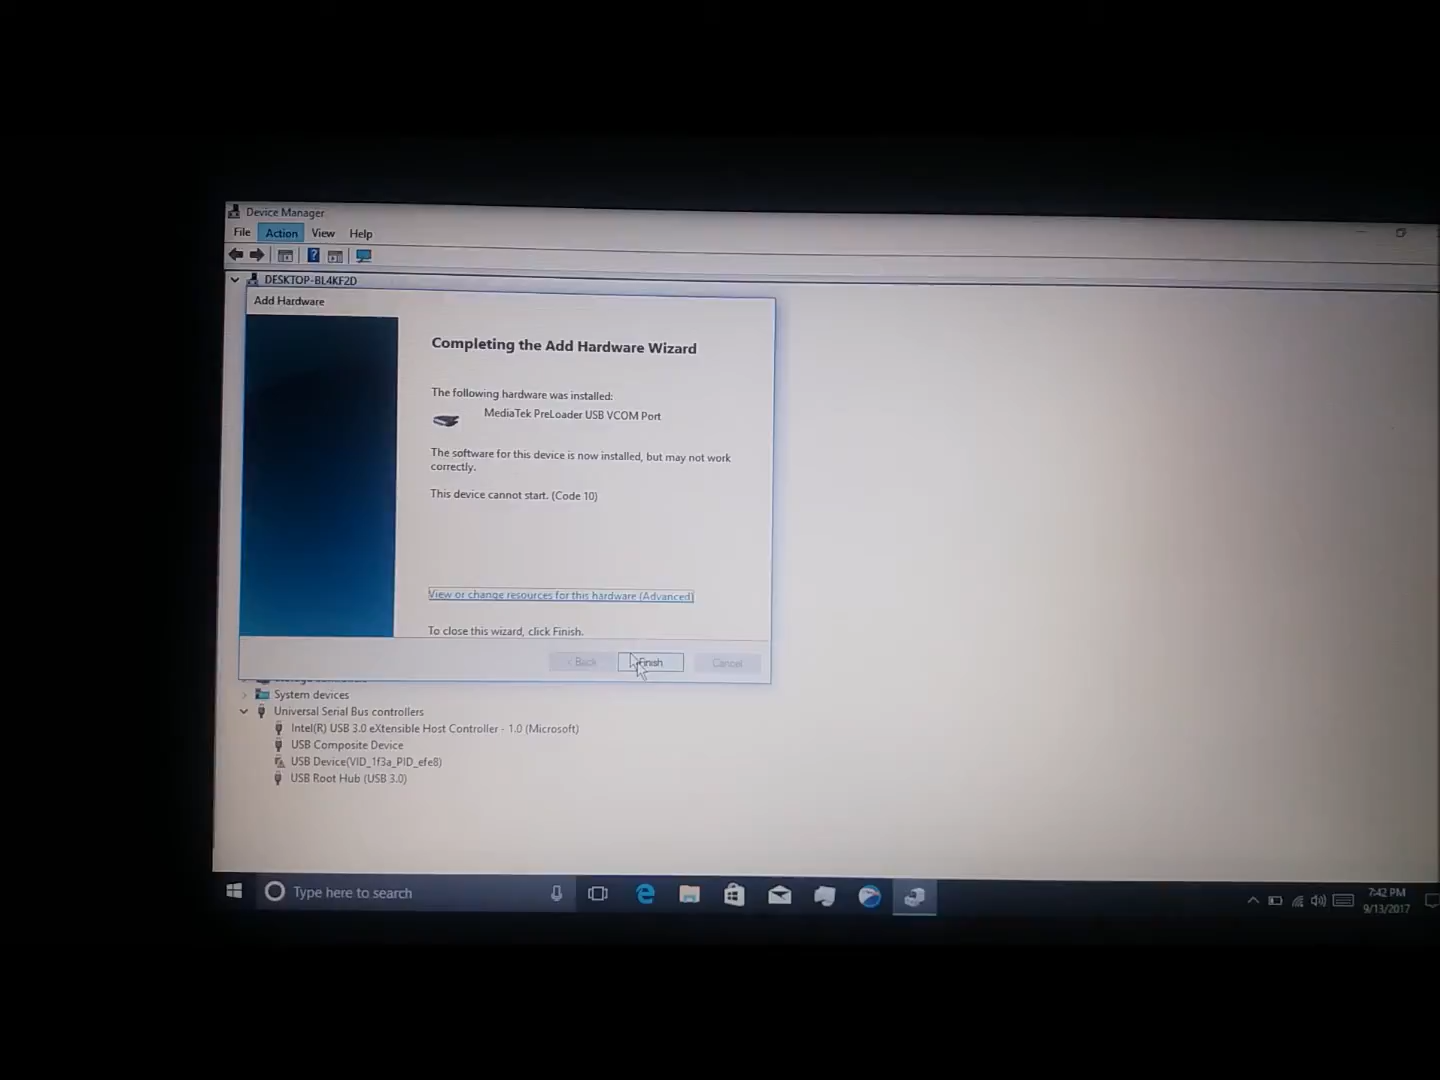 Device Manager
File Action View Help
DESKTOP-BL4KF2D
Add Hardware
Completing the Add Hardware Wizard
The following hardware was installed:
MediaTek PreLoader USB VCOM Port
The software for this device is now installed, but may not work
correctly.
This device cannot start. (Code 10)
View or change resources for this hardware (Advanced)
To close this wizard, click Finish.
< Back Finish Cancel
System devices
Universal Serial Bus controllers
Intel(R) USB 3.0 eXtensible Host Controller - 1.0 (Microsoft)
USB Composite Device
USB Device(VID_1f3a_PID_efe8)
USB Root Hub (USB 3.0)
Type here to search
7:42 PM
9/13/2017